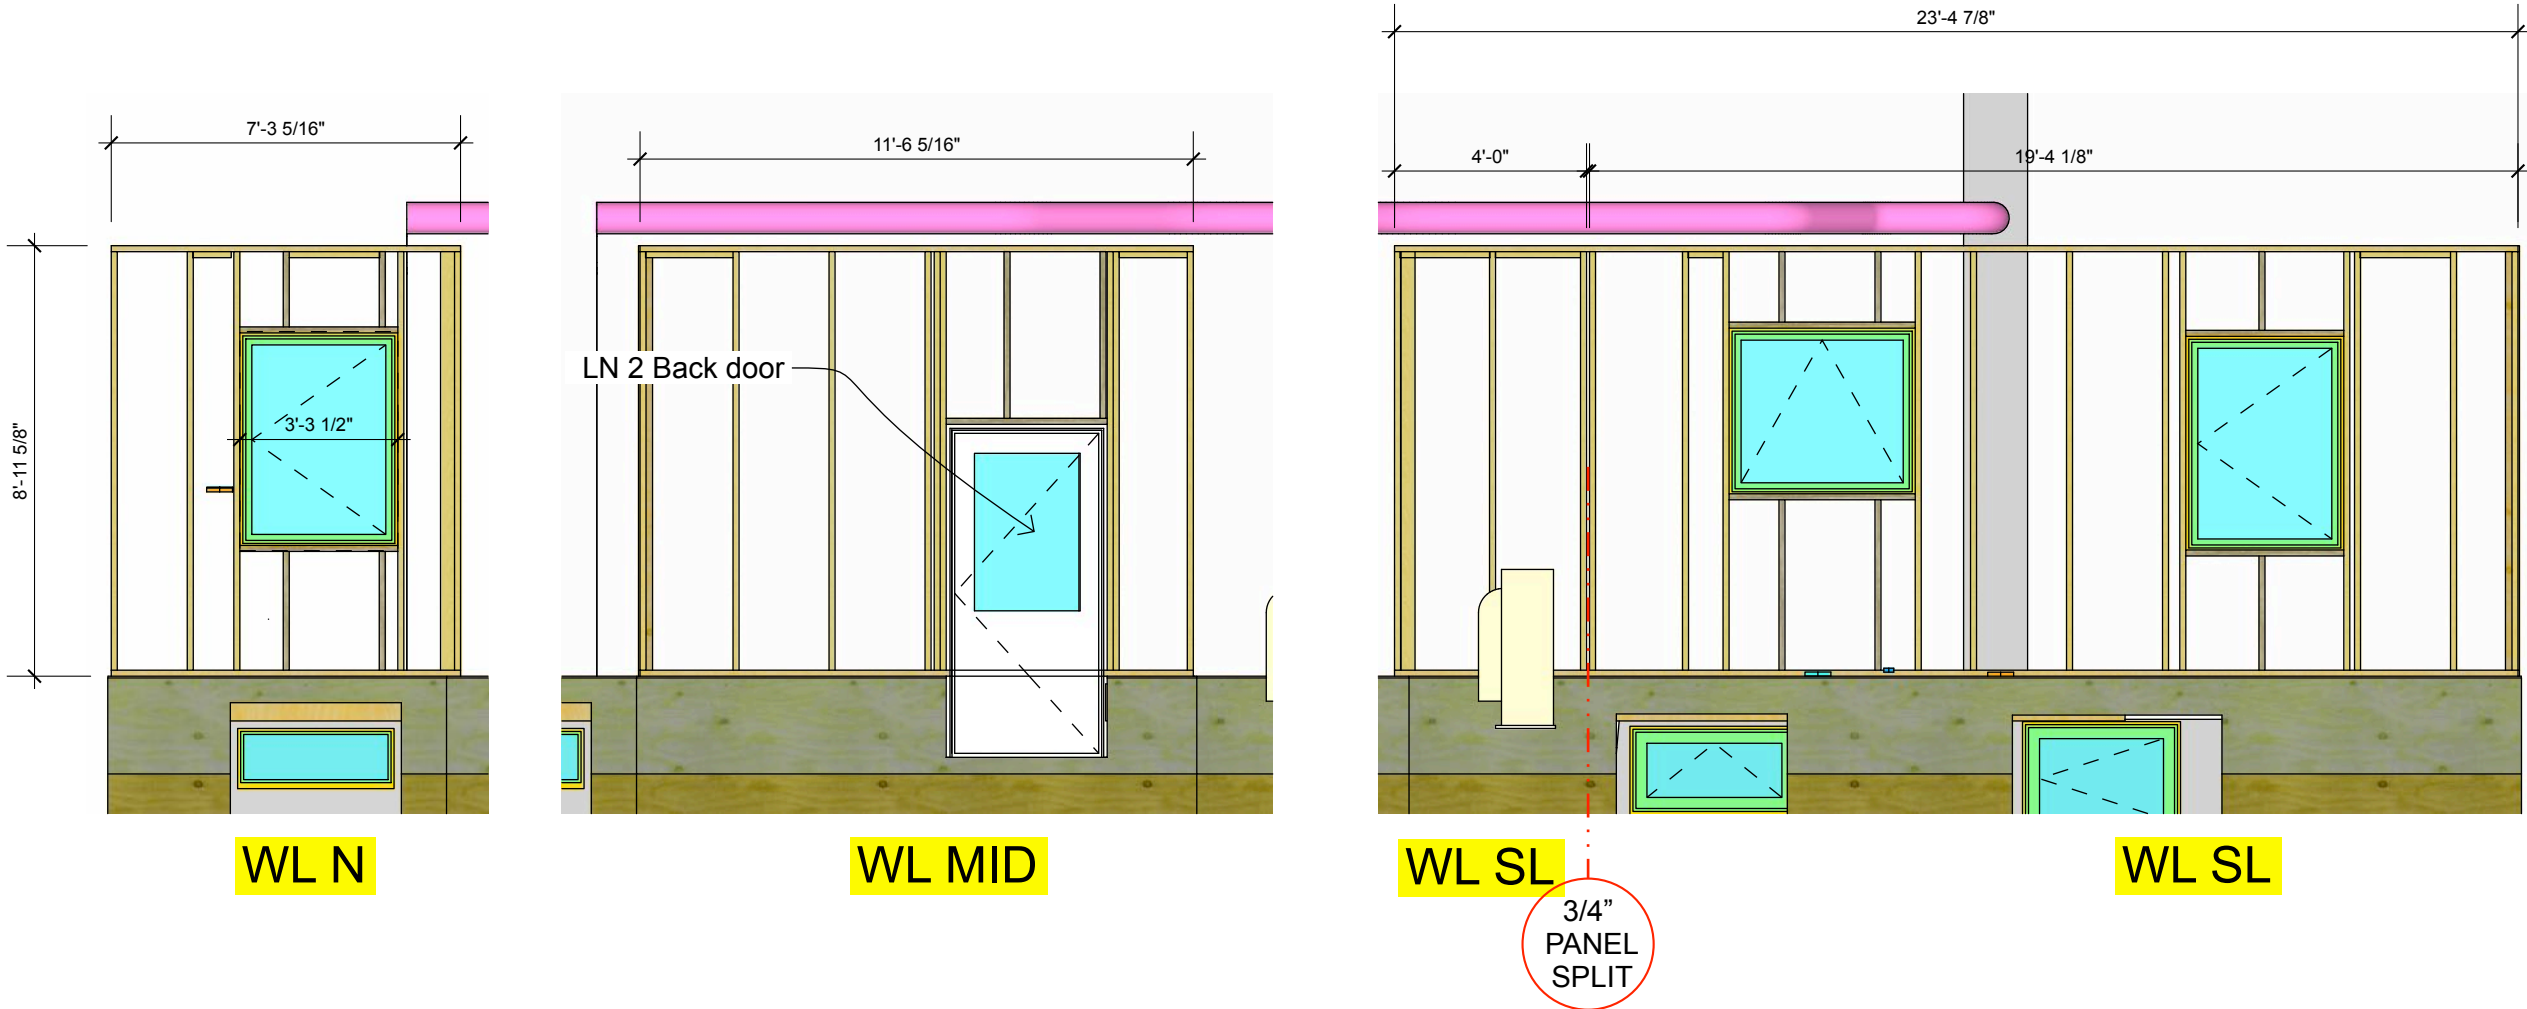 23'-4 7/8"
7'-3 5/16"
11'-6 5/16"
4'-0"
19'-4 1/8"
LN 2 Back door
3'-3 1/2"
8'-11 5/8"
WL N
WL MID
WL SL
WL SL
3/4”
PANEL
SPLIT